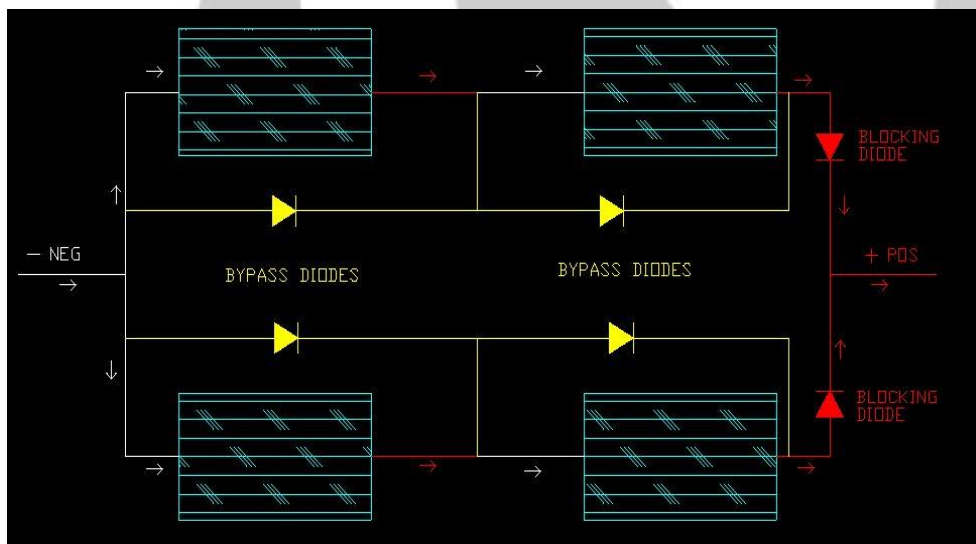 BLOCKING
DIODE
— NEG
+ POS
BYPASS DIODES
BYPASS DIODES
BLOCKING
DIODE